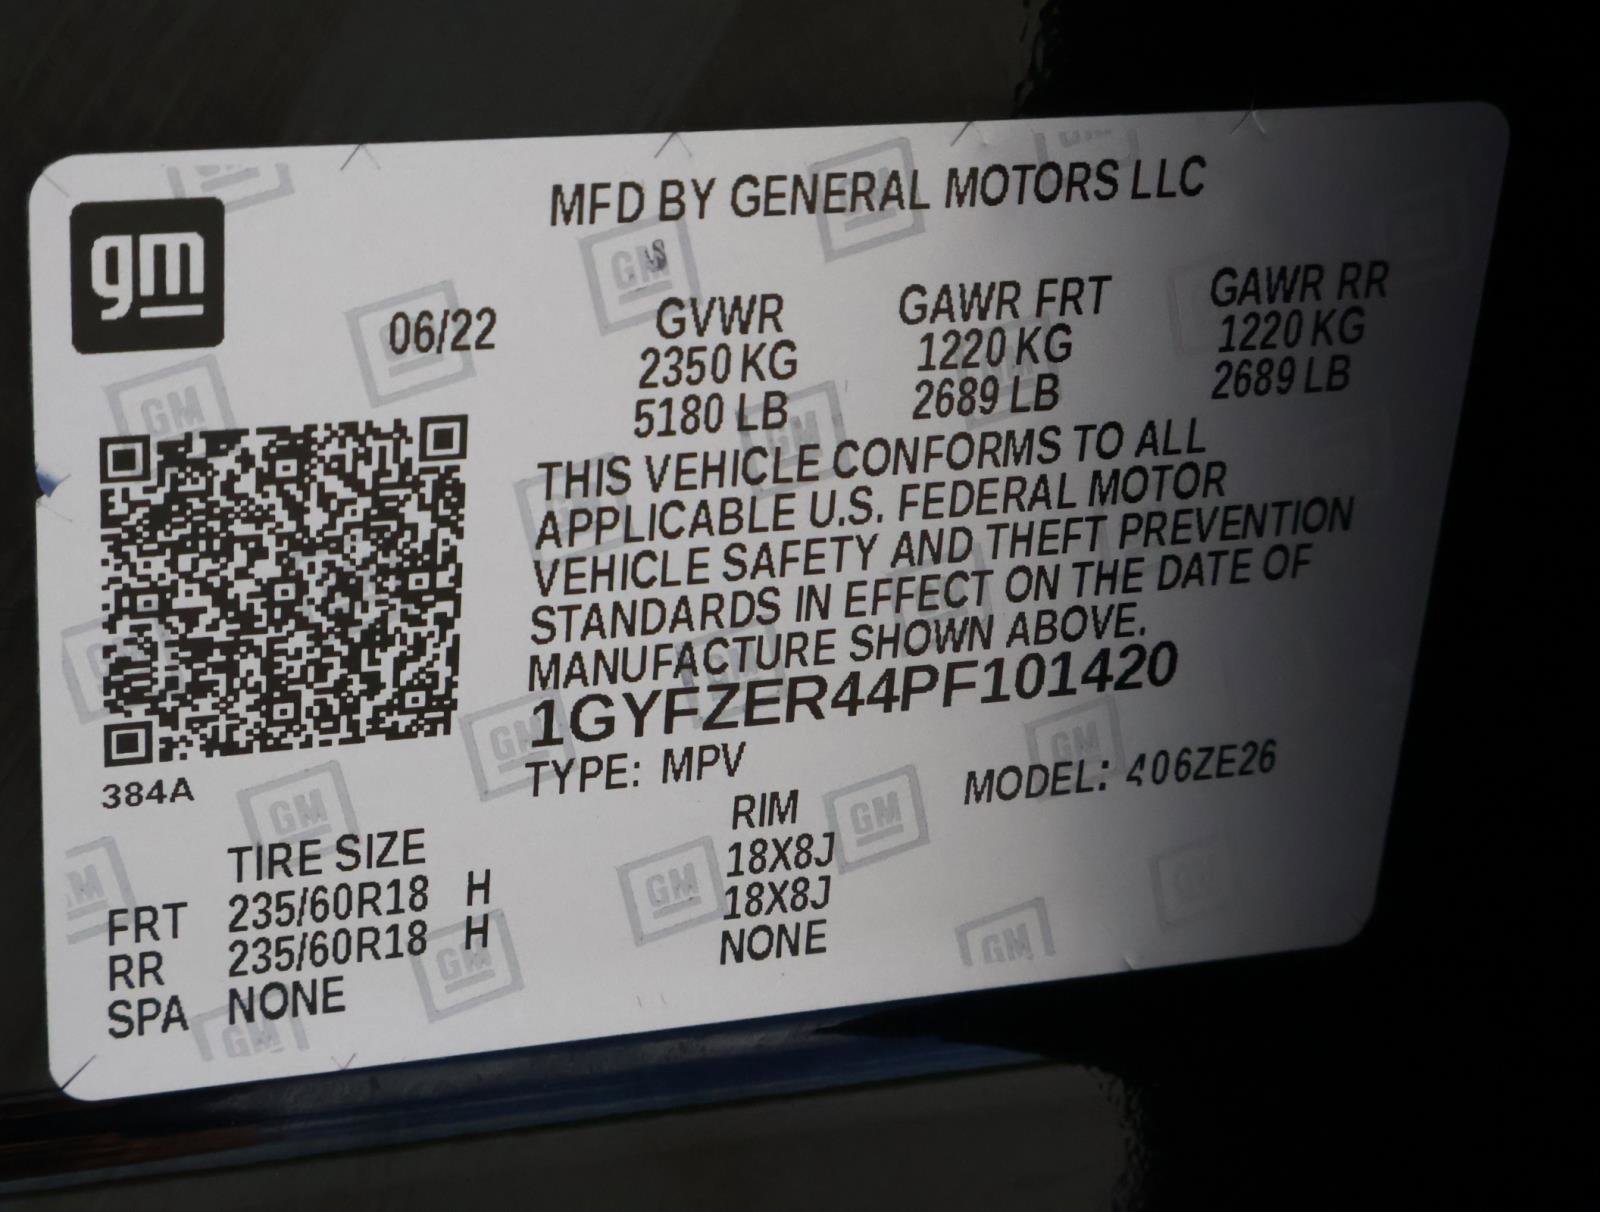 gm
MFD BY GENERAL MOTORS LLC
06/22
GVWR GAWR FRT GAWR RR
2350 KG 1220 KG 1220 KG
5180 LB 2689 LB 2689 LB
THIS VEHICLE CONFORMS TO ALL
APPLICABLE U.S. FEDERAL MOTOR
VEHICLE SAFETY AND THEFT PREVENTION
STANDARDS IN EFFECT ON THE DATE OF
MANUFACTURE SHOWN ABOVE.
1GYFZER44PF101420
TYPE: MPV MODEL: 406ZE26
384A
TIRE SIZE RIM
FRT 235/60R18 H 18X8J
RR 235/60R18 H 18X8J
SPA NONE NONE